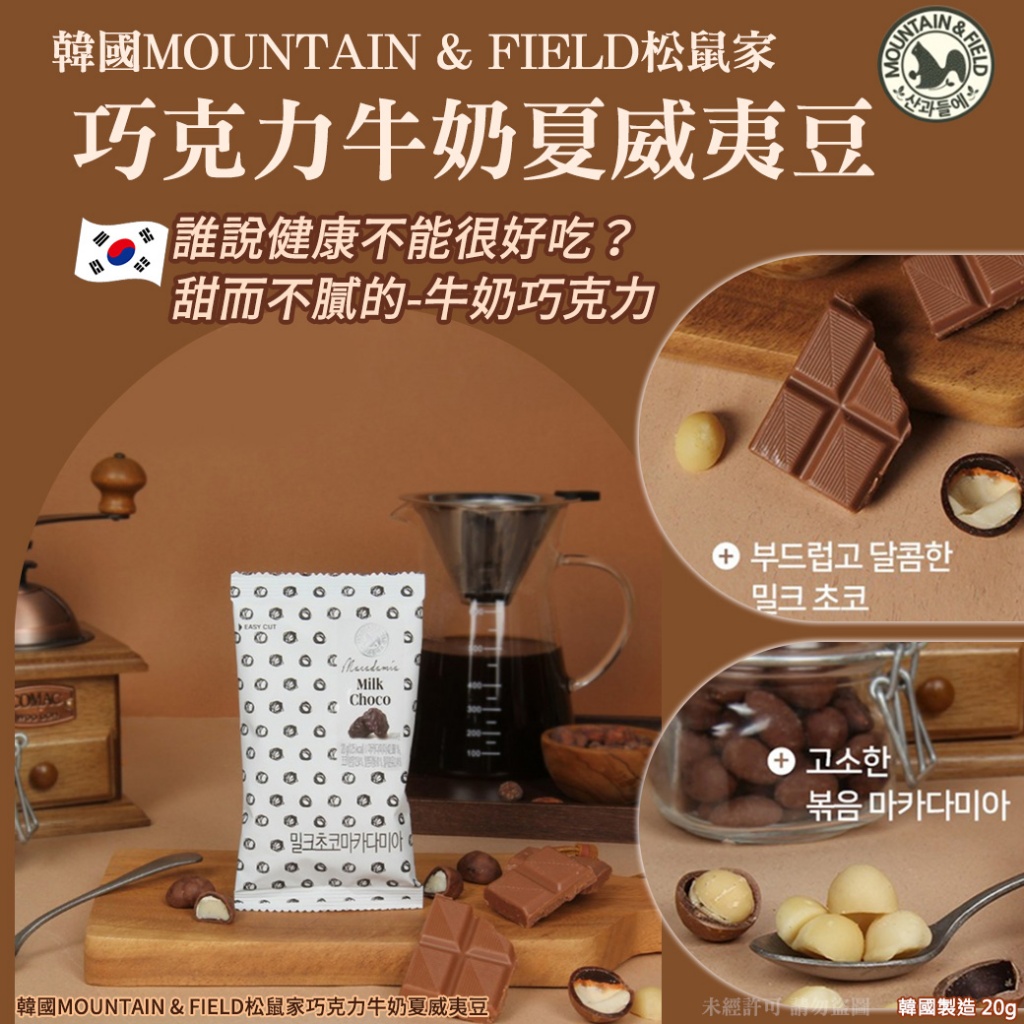 韓國MOUNTAIN & FIELD松鼠家
MOUNTAIN & FIELD
산과들에
巧克力牛奶夏威夷豆
誰說健康不能很好吃？
甜而不膩的-牛奶巧克力
부드럽고 달콤한
밀크 초코
EASY CUT
Macadamia
Milk
Choco
밀크초코마카다미아
400
300
200
100
고소한
볶음 마카다미아
韓國MOUNTAIN & FIELD松鼠家巧克力牛奶夏威夷豆
未經許可 請勿盜圖
韓國製造 20g